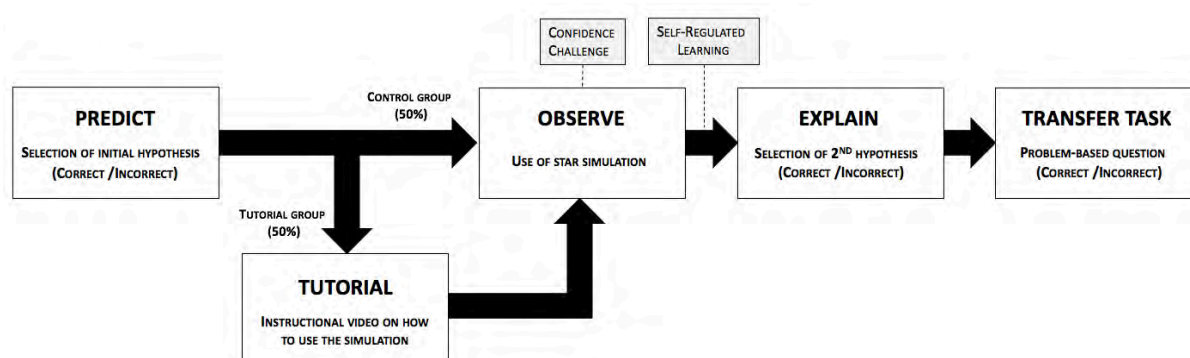 CONFIDENCE
CHALLENGE
SELF-REGULATED
LEARNING
PREDICT
SELECTION OF INITIAL HYPOTHESIS
(CORRECT /INCORRECT)
CONTROL GROUP
(50%)
OBSERVE
USE OF STAR SIMULATION
EXPLAIN
SELECTION OF 2ND HYPOTHESIS
(CORRECT /INCORRECT)
TRANSFER TASK
PROBLEM-BASED QUESTION
(CORRECT /INCORRECT)
TUTORIAL GROUP
(50%)
TUTORIAL
INSTRUCTIONAL VIDEO ON HOW
TO USE THE SIMULATION